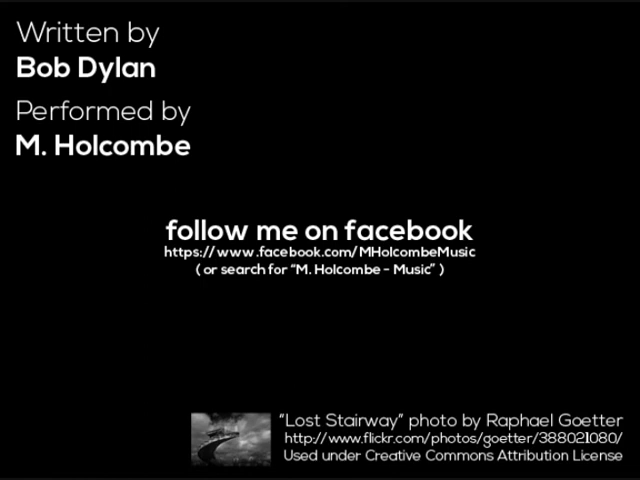 Written by
Bob Dylan
Performed by
M. Holcombe
follow me on facebook
https://www.facebook.com/MHolcombeMusic
( or search for “M. Holcombe - Music” )
“Lost Stairway” photo by Raphael Goetter
http://www.flickr.com/photos/goetter/388021080/
Used under Creative Commons Attribution License